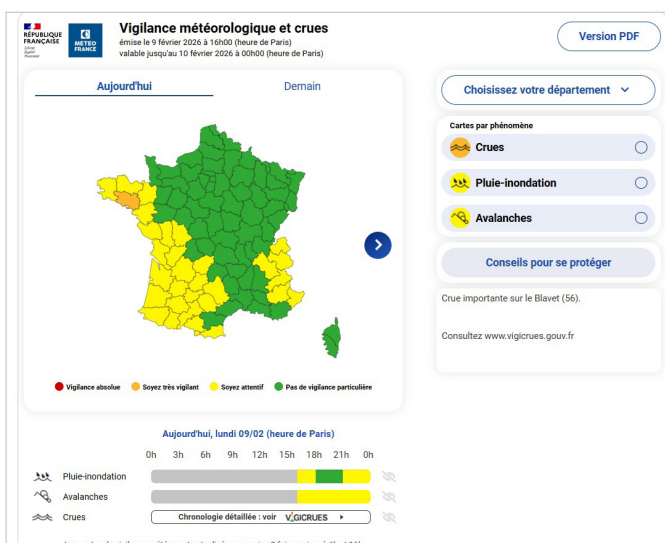 RÉPUBLIQUE
FRANÇAISE
Liberté
Égalité
Fraternité
METEO
FRANCE
Vigilance météorologique et crues
émise le 9 février 2026 à 16h00 (heure de Paris)
valable jusqu'au 10 février 2026 à 00h00 (heure de Paris)
Version PDF
Aujourd'hui
Demain
Choisissez votre département
Cartes par phénomène
Crues
Pluie-inondation
Avalanches
Conseils pour se protéger
Crue importante sur le Blavet (56).
Consultez www.vigicrues.gouv.fr
Vigilance absolue Soyez très vigilant Soyez attentif Pas de vigilance particulière
Aujourd'hui, lundi 09/02 (heure de Paris)
0h 3h 6h 9h 12h 15h 18h 21h 0h
Pluie-inondation
Avalanches
Crues Chronologie détaillée : voir VIGICRUES